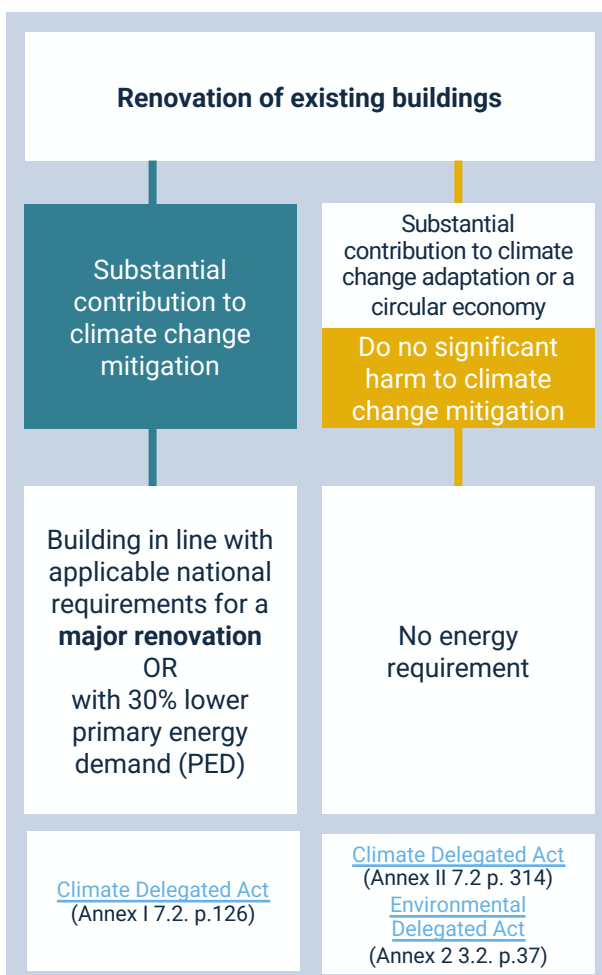 Renovation of existing buildings
Substantial
contribution to
climate change
mitigation
Substantial
contribution to climate
change adaptation or a
circular economy
Do no significant
harm to climate
change mitigation
Building in line with
applicable national
requirements for a
major renovation
OR
with 30% lower
primary energy
demand (PED)
No energy
requirement
Climate Delegated Act
(Annex I 7.2. p.126)
Climate Delegated Act
(Annex II 7.2 p. 314)
Environmental
Delegated Act
(Annex 2 3.2. p.37)